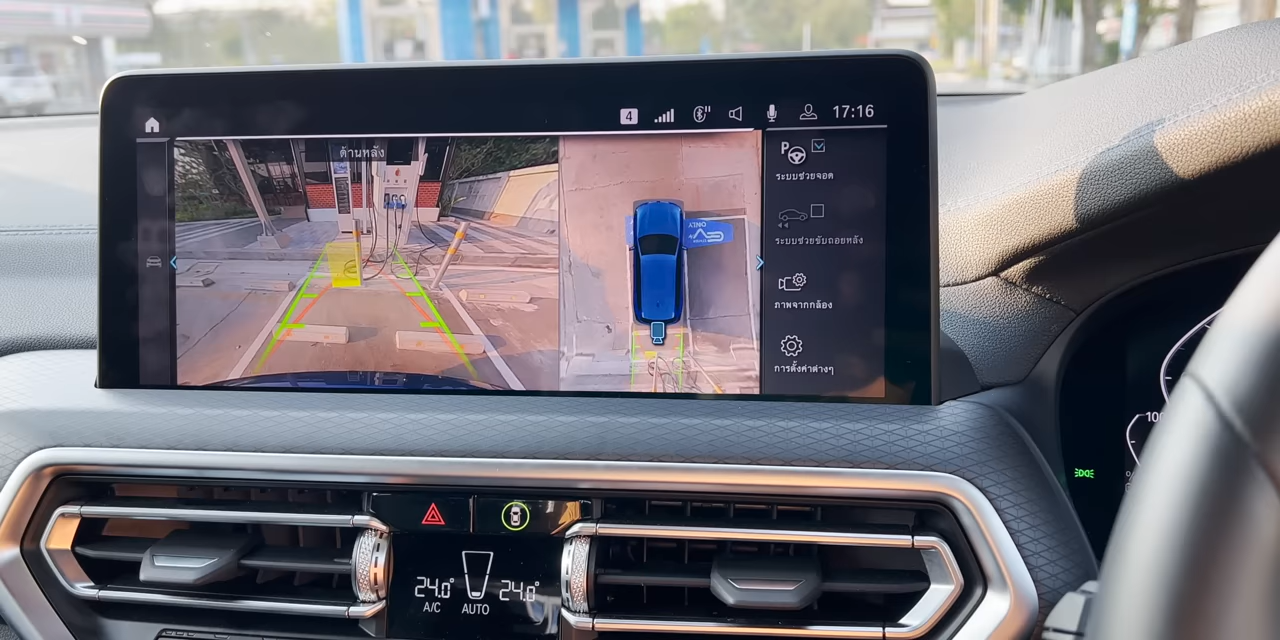 4
17:16
ด้านหลัง
P
ระบบช่วยจอด
ONLY
EV
ระบบช่วยขับถอยหลัง
ภาพจากกล้อง
การตั้งค่าต่างๆ
100
24.0°
24.0°
A/C
AUTO